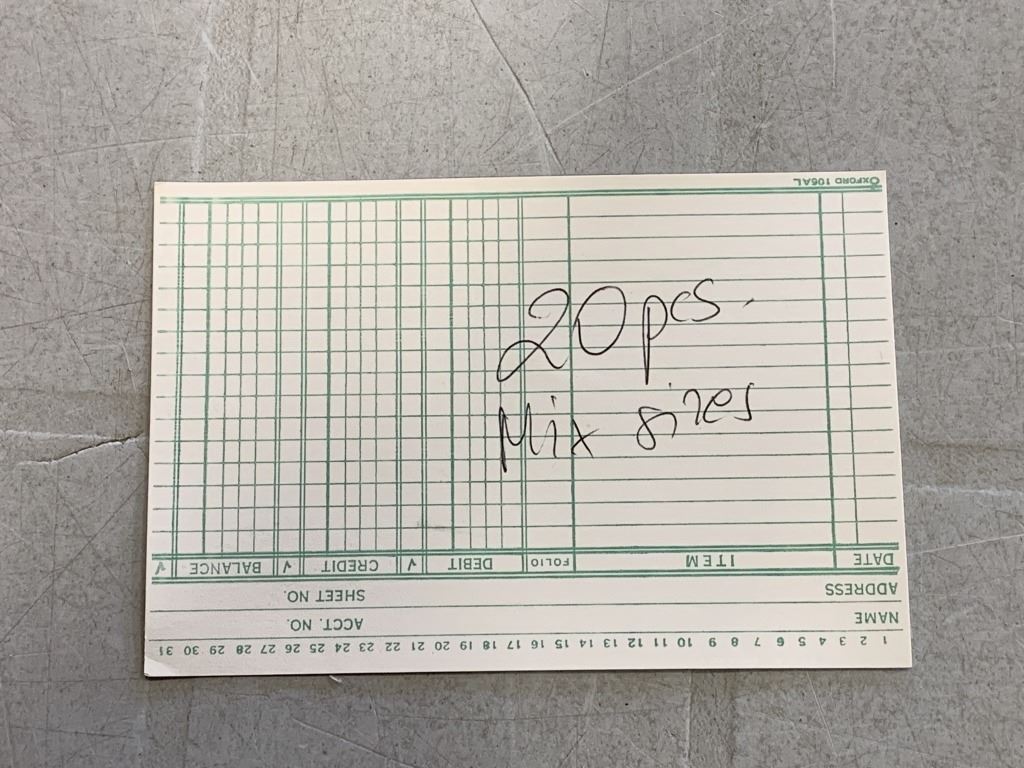 20 pcs.
Mix sizes
1 2 3 4 5 6 7 8 9 10 11 12 13 14 15 16 17 18 19 20 21 22 23 24 25 26 27 28 29 30 31
NAME ACCT. NO.
ADDRESS SHEET NO.
DATE ITEM FOLIO DEBIT √ CREDIT √ BALANCE √
OXFORD 106AL